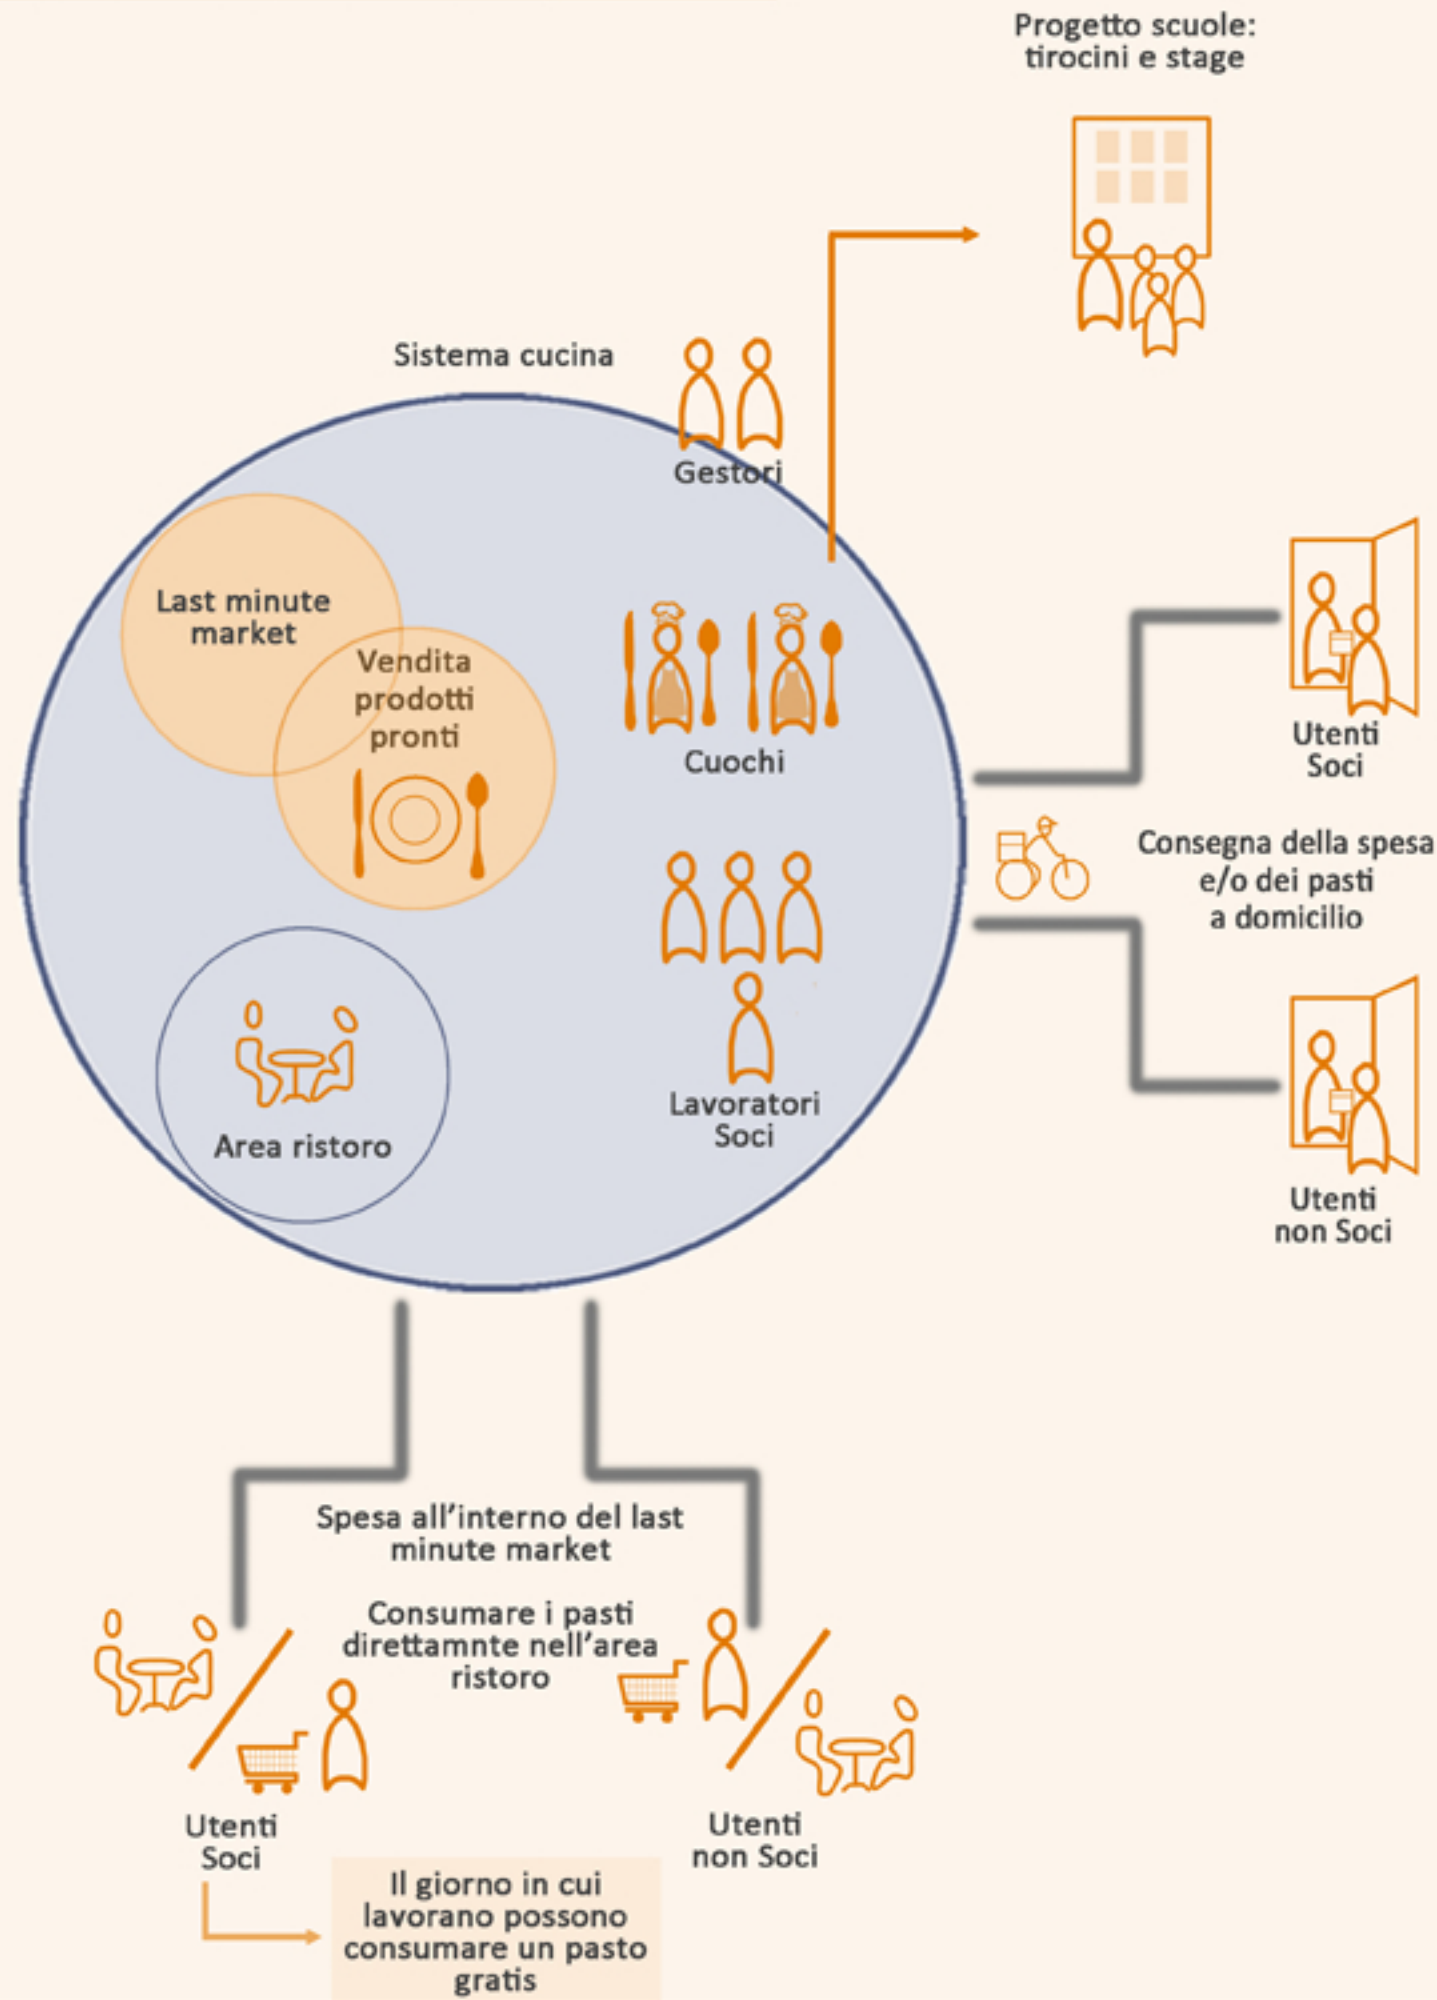 Progetto scuole:
tirocini e stage
Sistema cucina
Gestori
Last minute
market
Vendita
prodotti
pronti
Cuochi
Utenti
Soci
Consegna della spesa
e/o dei pasti
a domicilio
Lavoratori
Soci
Area ristoro
Utenti
non Soci
Spesa all'interno del last
minute market
Consumare i pasti
direttamnte nell'area
ristoro
Utenti
Soci
Utenti
non Soci
Il giorno in cui
lavorano possono
consumare un pasto
gratis